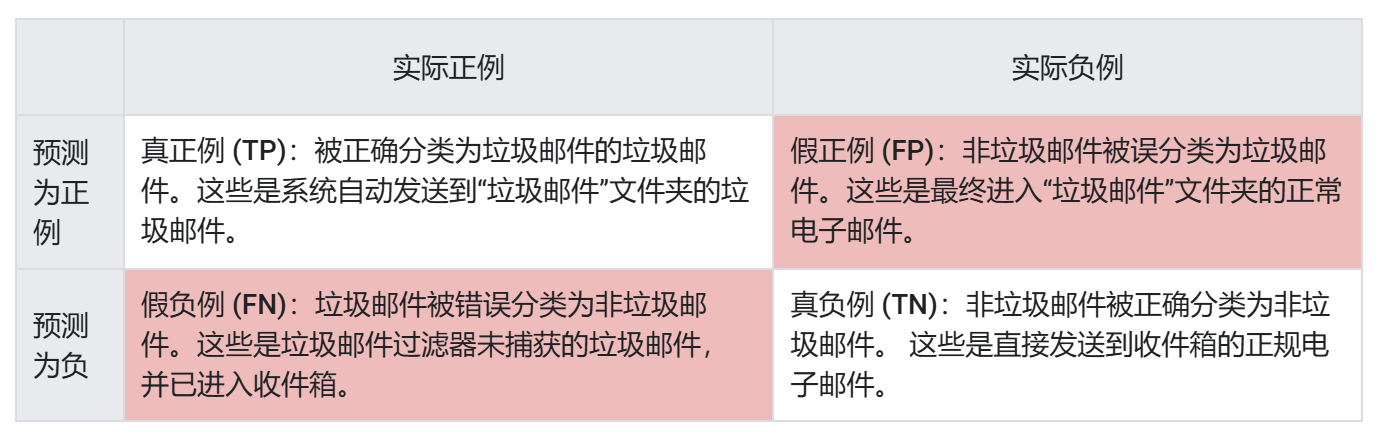 实际正例
实际负例
预测
为正
例
真正例 (TP)：被正确分类为垃圾邮件的垃圾邮
件。这些是系统自动发送到“垃圾邮件”文件夹的垃
圾邮件。
假正例 (FP)：非垃圾邮件被误分类为垃圾邮
件。这些是最终进入“垃圾邮件”文件夹的正常
电子邮件。
预测
为负
假负例 (FN)：垃圾邮件被错误分类为非垃圾邮
件。这些是垃圾邮件过滤器未捕获的垃圾邮件，
并已进入收件箱。
真负例 (TN)：非垃圾邮件被正确分类为非垃
圾邮件。 这些是直接发送到收件箱的正规电
子邮件。